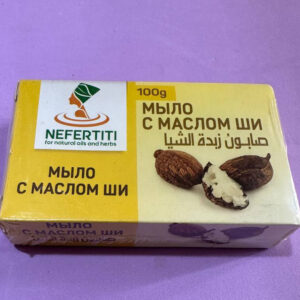 NEFERTITI
for natural oils and herbs
МЫЛО
С МАСЛОМ ШИ
100g
МЫЛО
С МАСЛОМ ШИ
صابون زبدة الشيا